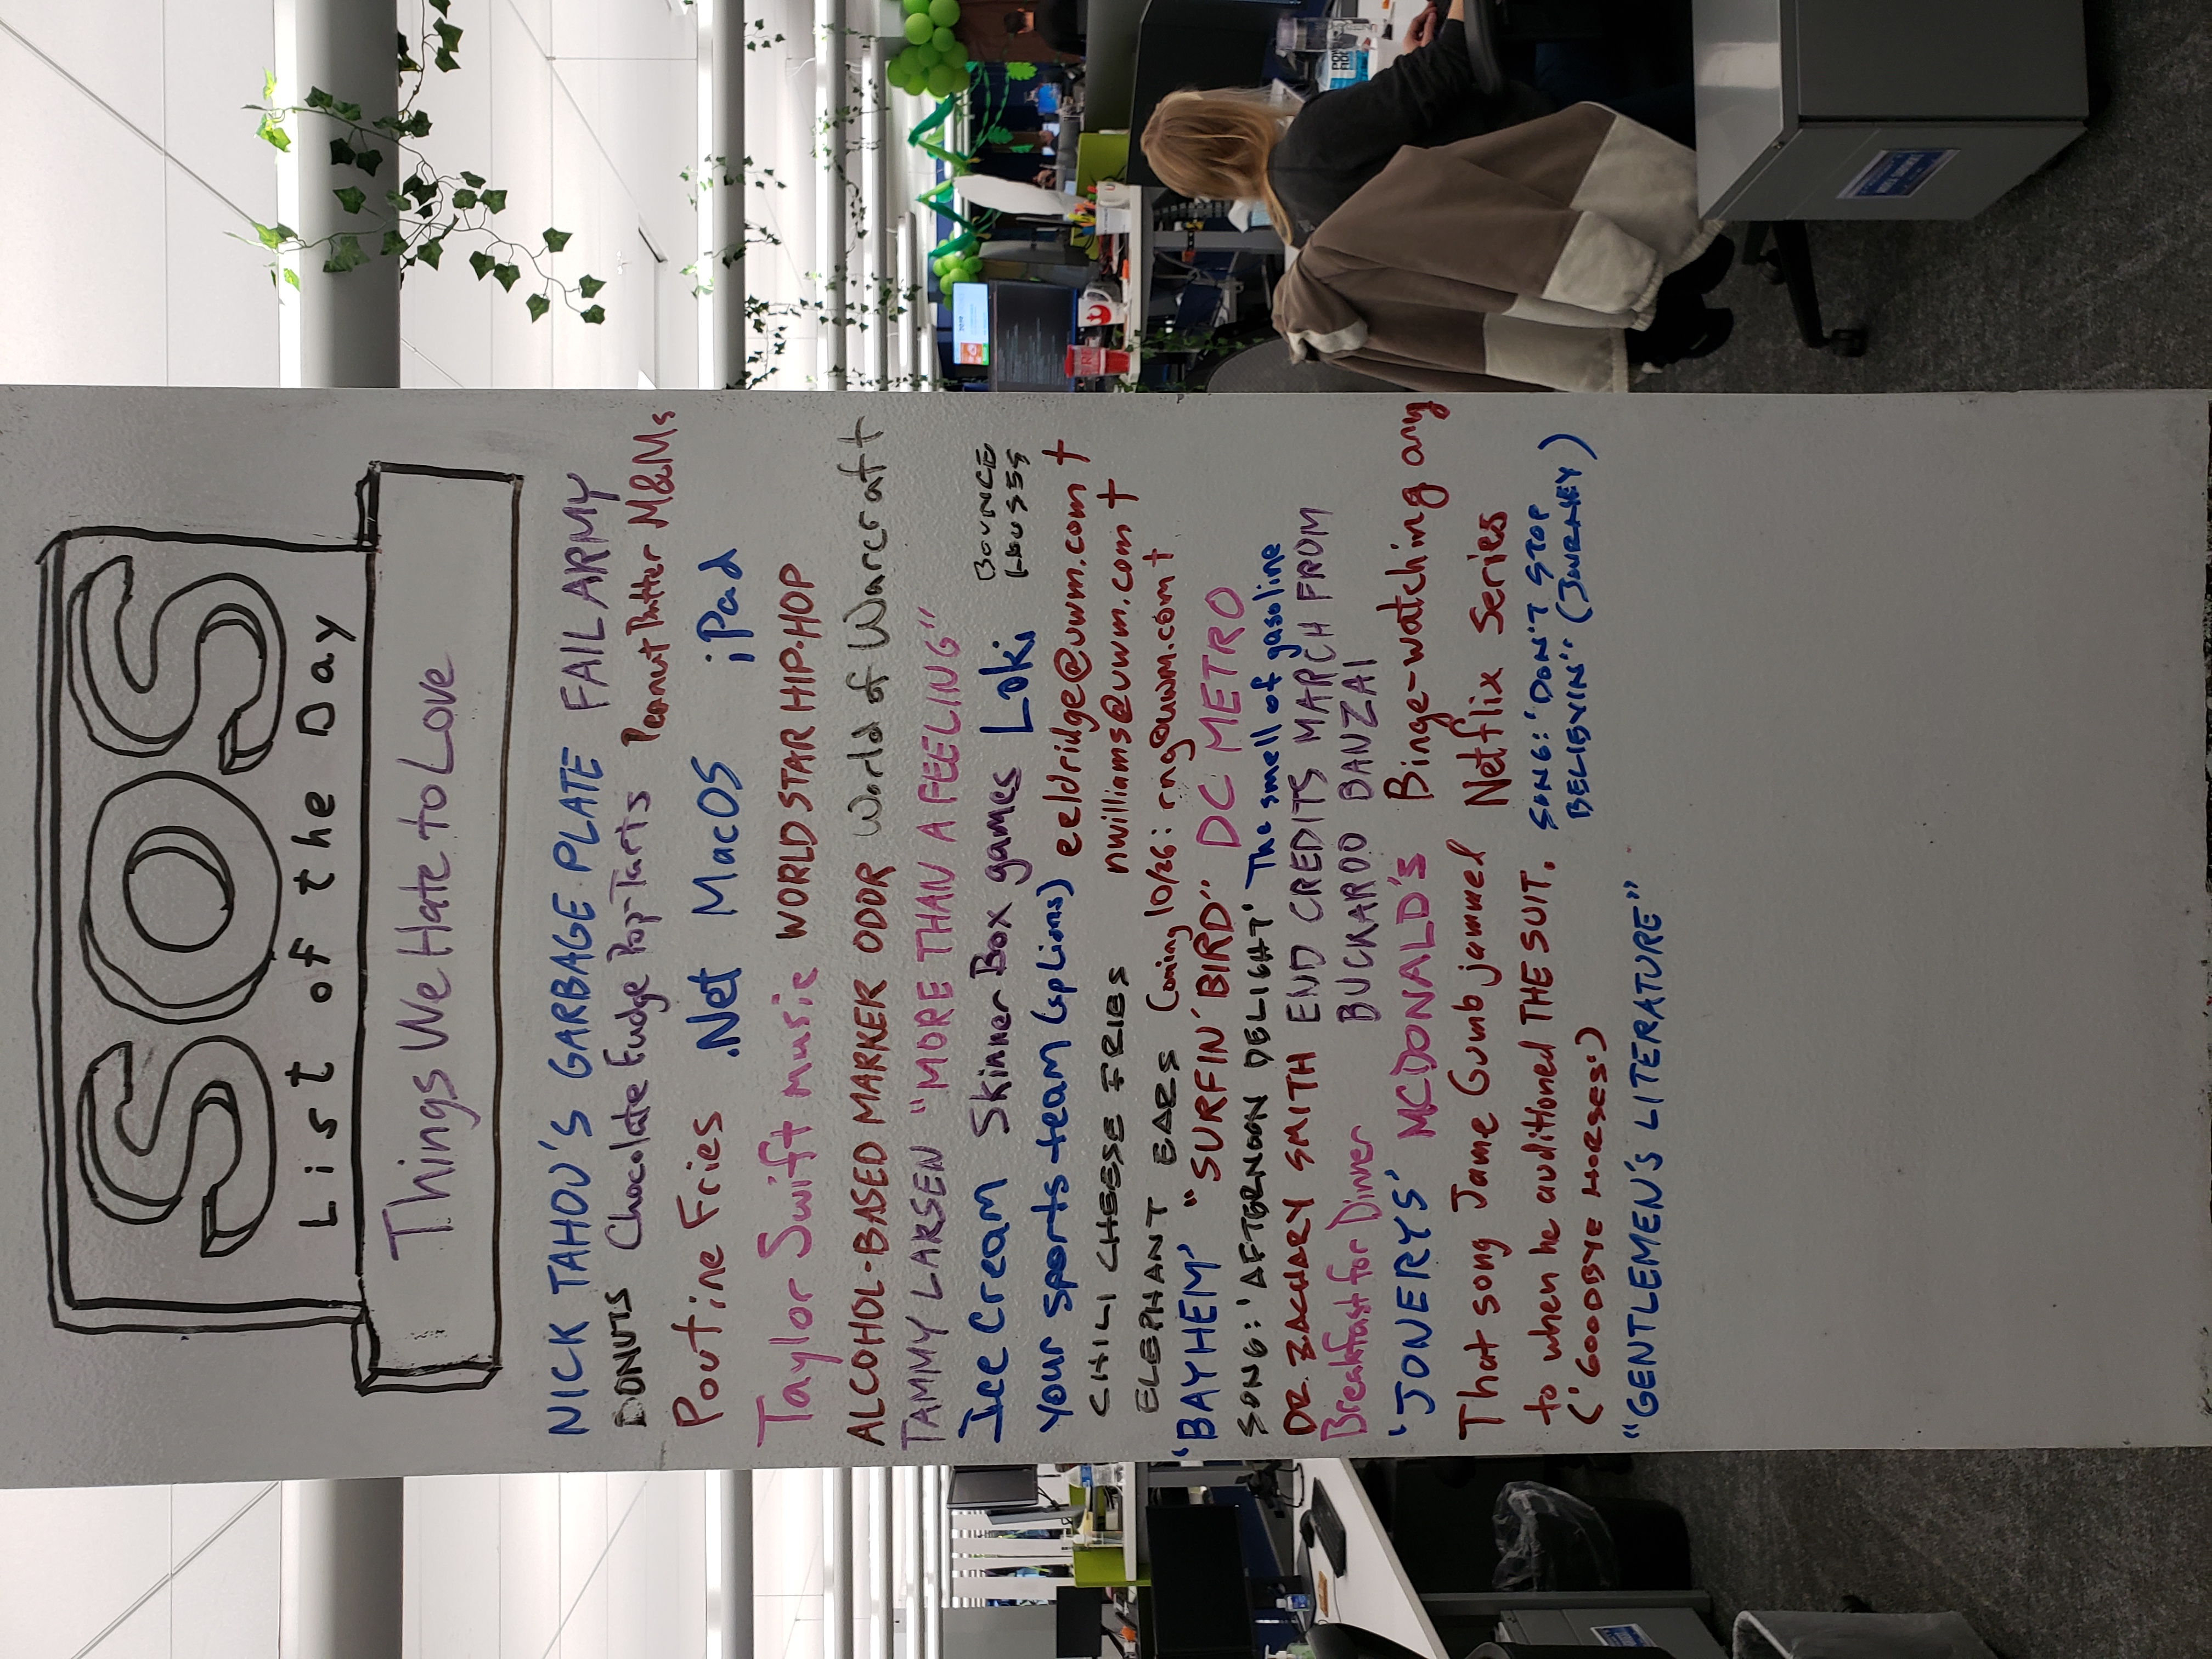 SOS
List of the Day
Things We Hate to Love
NICK TAHOU'S GARBAGE PLATE FAIL ARMY
DONUTS Chocolate Fudge Pop-Tarts Peanut Butter M&Ms
Poutine Fries .Net MacOS iPad
Taylor Swift music WORLD STAR HIP-HOP
ALCOHOL-BASED MARKER ODOR World of Warcraft
TAMMY LARSEN "MORE THAN A FEELING"
Ice Cream Skinner Box games Loki BOUNCE HOUSES
your sports team (sp Lions) eeldridge@uwm.com †
CHILI CHEESE FRIES nwilliams@uwm.com †
ELEPHANT EARS Coming 10/26: rng@uwm.com †
'BAYHEM' "SURFIN' BIRD" DC METRO
SONG: 'AFTERNOON DELIGHT' The smell of gasoline
DR. ZACHARY SMITH END CREDITS MARCH FROM
Breakfast for Dinner BUCKAROO BANZAI
'JONERYS' MCDONALD'S Binge-watching any
That song Jame Gumb jammed Netflix Series
to when he auditioned THE SUIT. SONG: 'DON'T STOP
('GOODBYE HORSES') BELIEVIN'' (JOURNEY)
"GENTLEMEN'S LITERATURE"